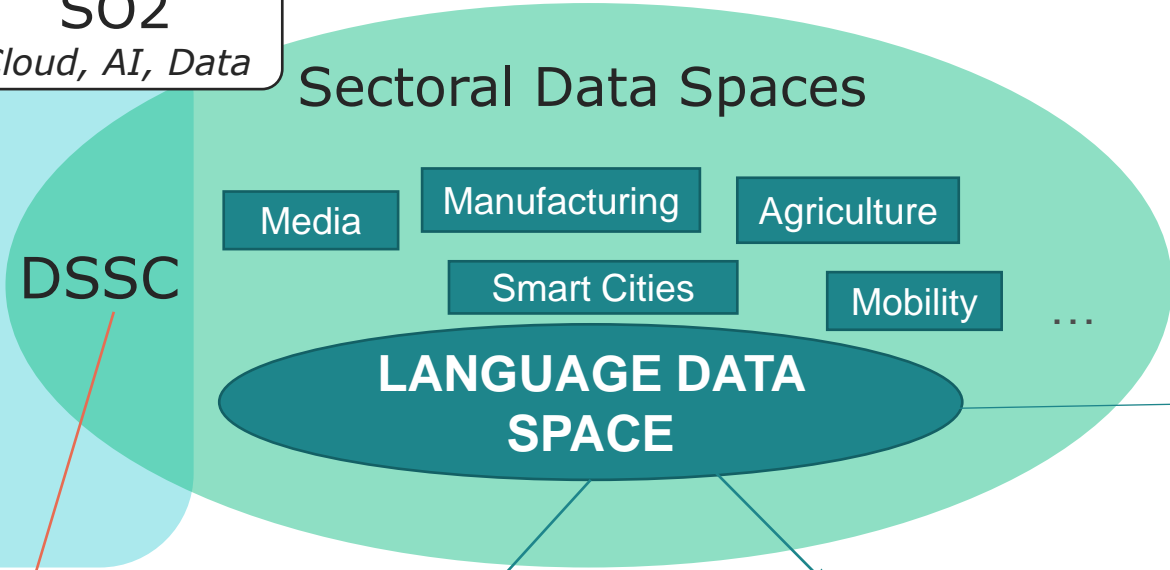 SO2
Cloud, AI, Data
Sectoral Data Spaces
Media
Manufacturing
Agriculture
DSSC
Smart Cities
Mobility
...
LANGUAGE DATA
SPACE